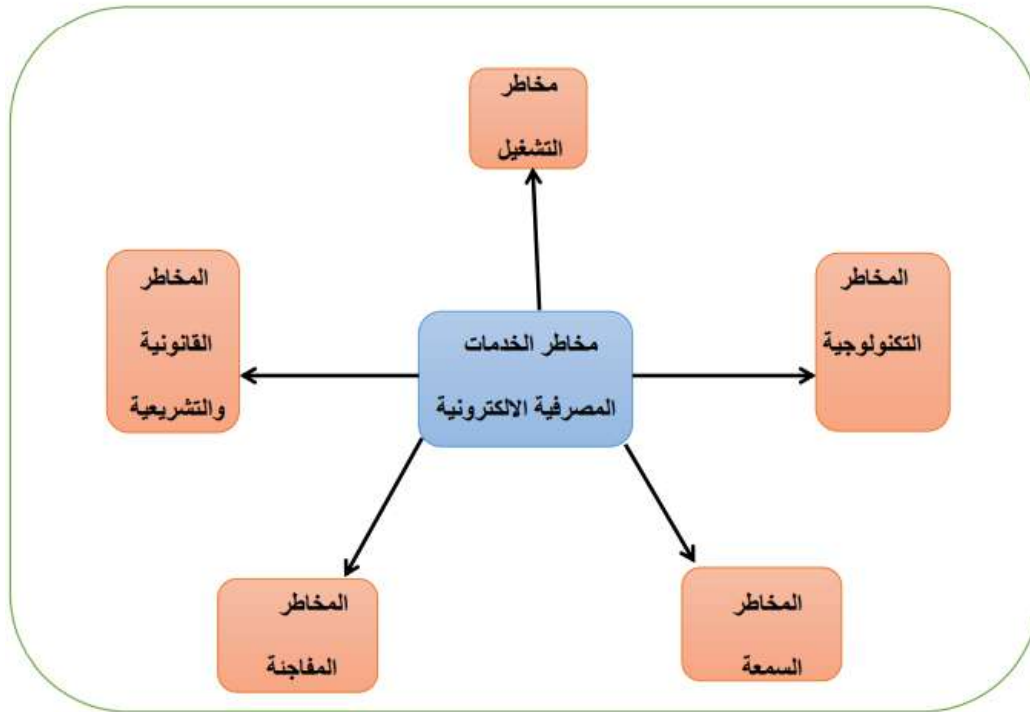 مخاطر
التشغيل
المخاطر
التكنولوجية
المخاطر
القانونية
والتشريعية
مخاطر الخدمات
المصرفية الالكترونية
المخاطر
السمعة
المخاطر
المفاجئة